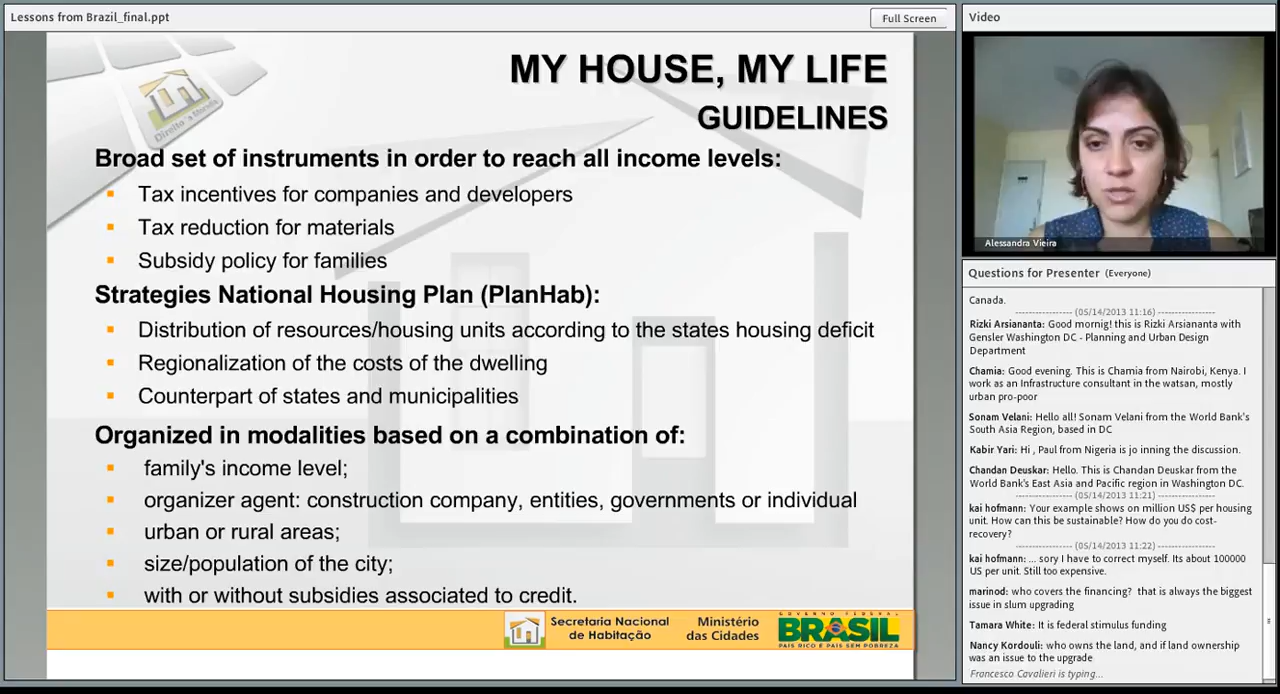 Lessons from Brazil_final.ppt
Full Screen
MY HOUSE, MY LIFE
GUIDELINES
Direito à Moradia
Broad set of instruments in order to reach all income levels:
Tax incentives for companies and developers
Tax reduction for materials
Subsidy policy for families
Strategies National Housing Plan (PlanHab):
Distribution of resources/housing units according to the states housing deficit
Regionalization of the costs of the dwelling
Counterpart of states and municipalities
Organized in modalities based on a combination of:
family's income level;
organizer agent: construction company, entities, governments or individual
urban or rural areas;
size/population of the city;
with or without subsidies associated to credit.
Secretaria Nacional
de Habitação
Ministério
das Cidades
GOVERNO FEDERAL
BRASIL
PAÍS RICO É PAÍS SEM POBREZA
Video
Alessandra Vieira
Questions for Presenter (Everyone)
Canada.
------------------ (05/14/2013 11:16) ------------------
Rizki Arsiananta: Good mornig! this is Rizki Arsiananta with
Gensler Washington DC - Planning and Urban Design
Department
Chamia: Good evening. This is Chamia from Nairobi, Kenya. I
work as an Infrastructure consultant in the watsan, mostly
urban pro-poor
Sonam Velani: Hello all! Sonam Velani from the World Bank's
South Asia Region, based in DC
Kabir Yari: Hi , Paul from Nigeria is jo inning the discussion.
Chandan Deuskar: Hello. This is Chandan Deuskar from the
World Bank's East Asia and Pacific region in Washington DC.
------------------ (05/14/2013 11:21) ------------------
kai hofmann: Your example shows on million US$ per housing
unit. How can this be sustainable? How do you do cost-
recovery?
------------------ (05/14/2013 11:22) ------------------
kai hofmann: ... sory I have to correct myself. Its about 100000
US per unit. Still too expensive.
marinod: who covers the financing? that is always the biggest
issue in slum upgrading
Tamara White: It is federal stimulus funding
Nancy Kordouli: who owns the land, and if land ownership
was an issue to the upgrade
Francesco Cavalieri is typing...